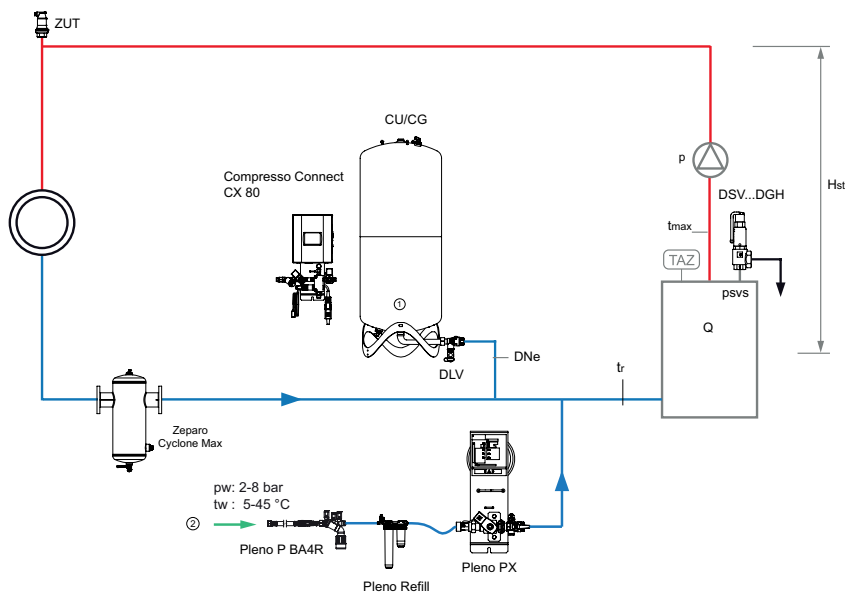 ZUT
CU/CG
Compresso Connect
CX 80
p
Hst
DSV...DGH
tmax
TAZ
psvs
Q
①
DNe
DLV
tr
Zeparo
Cyclone Max
pw: 2-8 bar
tw : 5-45 °C
②
Pleno P BA4R
Pleno Refill
Pleno PX